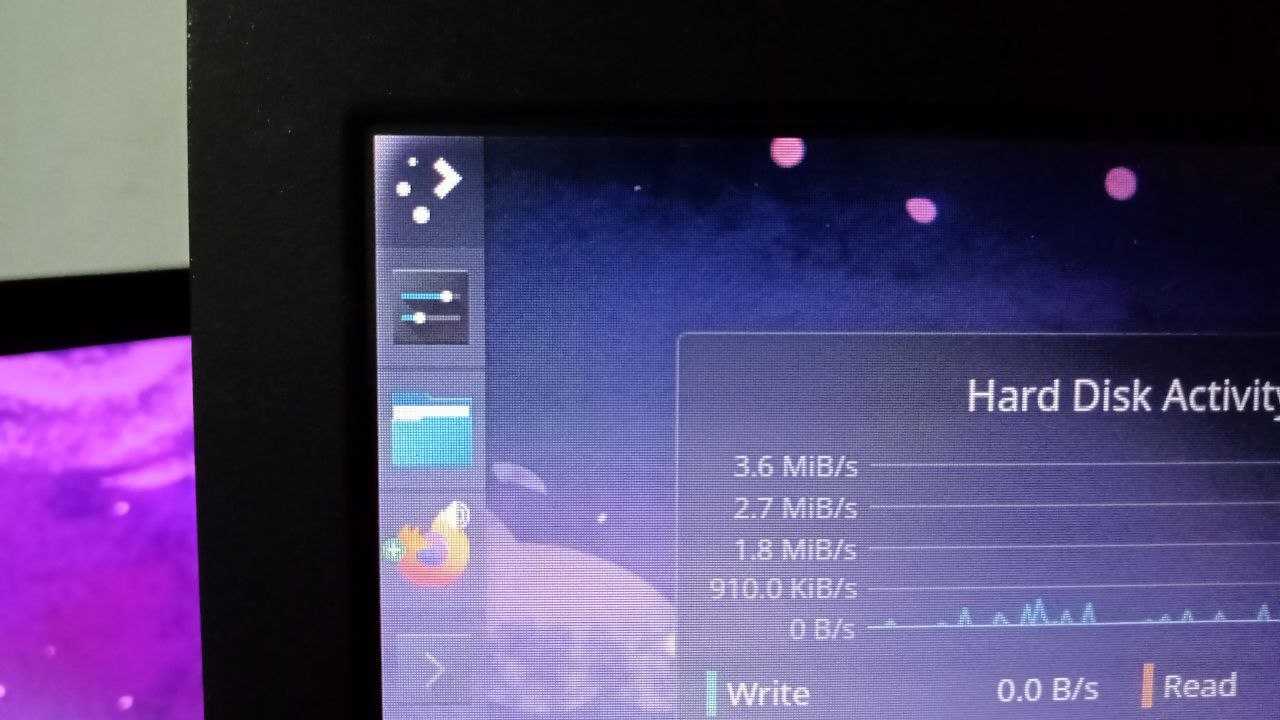 Hard Disk Activity
3.6 MiB/s
2.7 MiB/s
1.8 MiB/s
910.0 KiB/s
0 B/s
Write 0.0 B/s Read